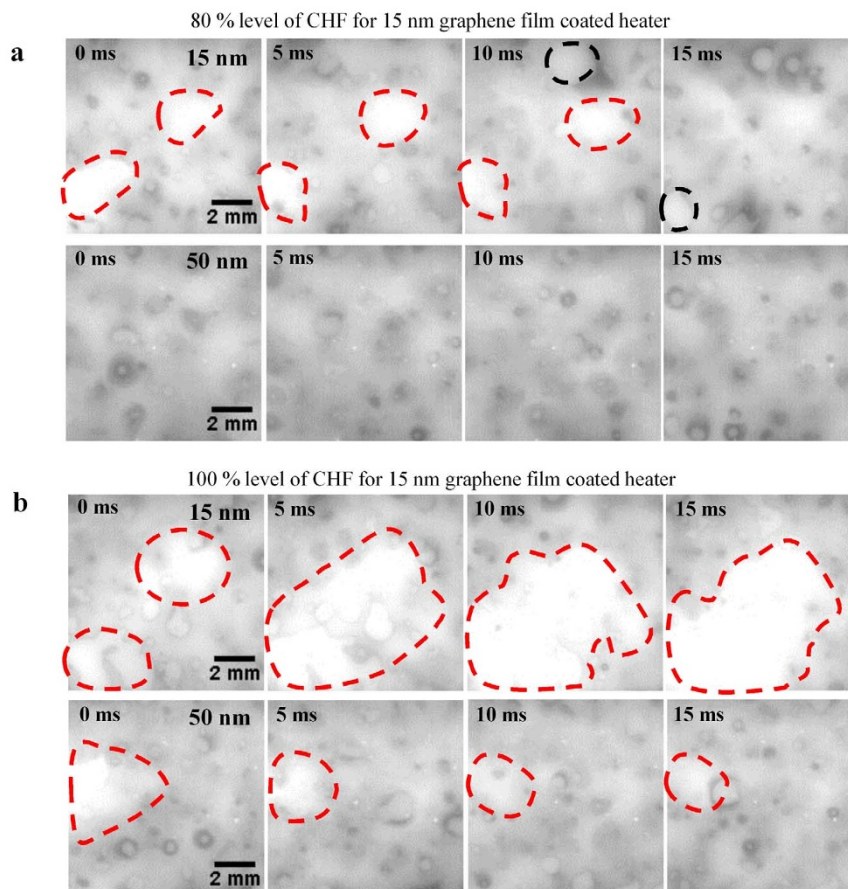 80 % level of CHF for 15 nm graphene film coated heater
a
0 ms 15 nm 5 ms 10 ms 15 ms
2 mm
0 ms 50 nm 5 ms 10 ms 15 ms
2 mm
100 % level of CHF for 15 nm graphene film coated heater
b
0 ms 15 nm 5 ms 10 ms 15 ms
2 mm
0 ms 50 nm 5 ms 10 ms 15 ms
2 mm